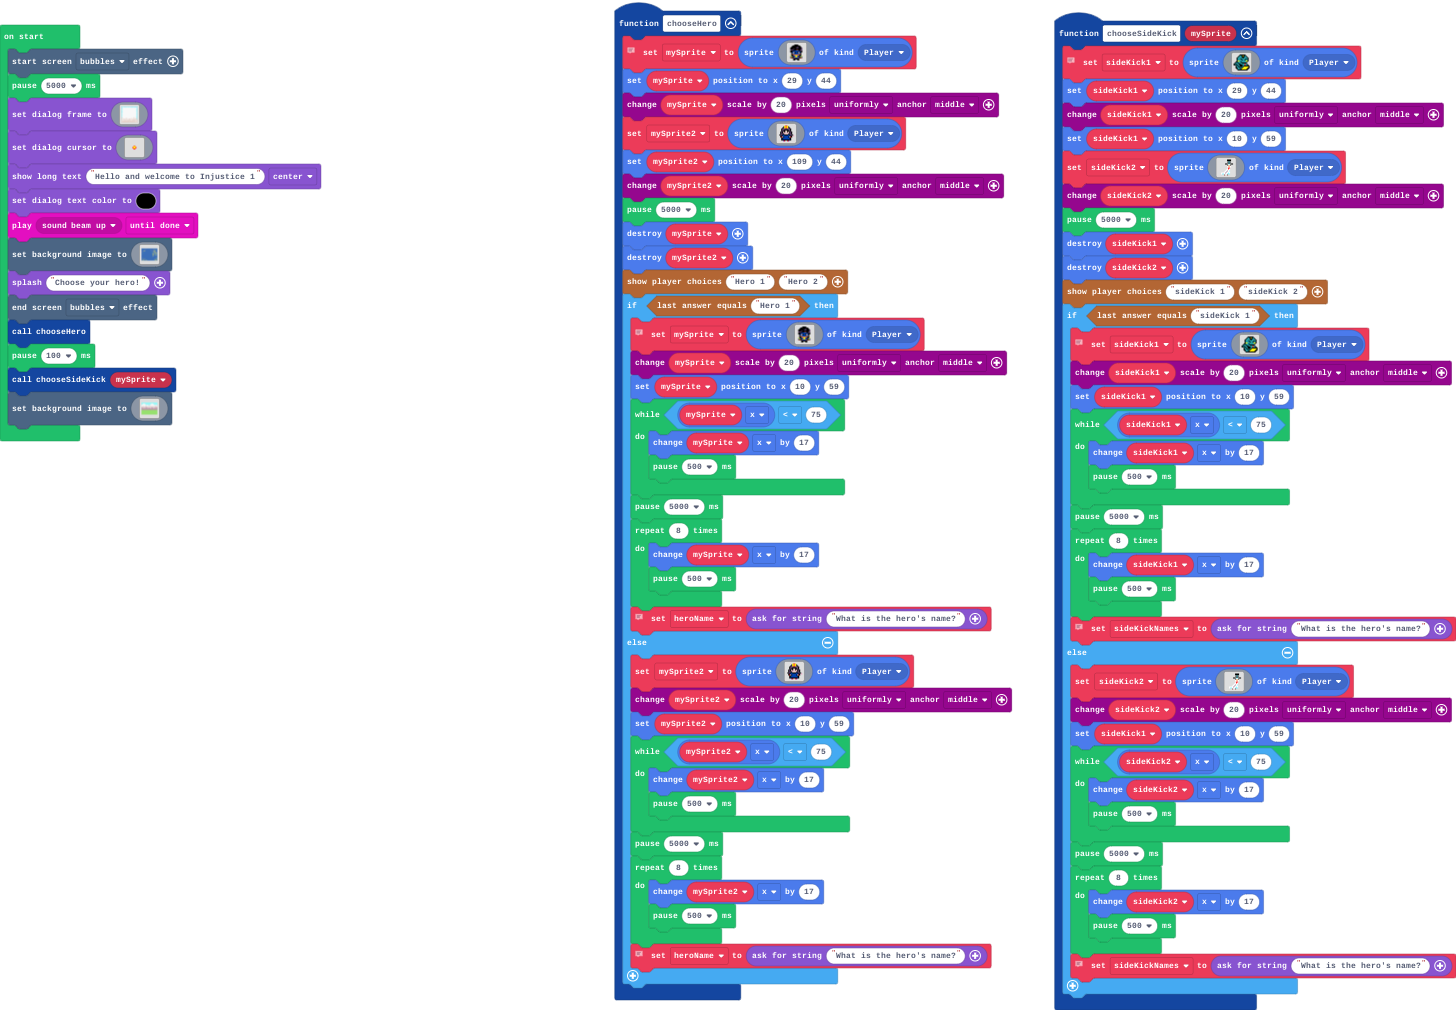 on start
start screen bubbles effect
pause 5000 ms
set dialog frame to
set dialog cursor to
show long text "Hello and welcome to Injustice 1" center
set dialog text color to
play sound beam up until done
set background image to
splash "Choose your hero!"
end screen bubbles effect
call chooseHero
pause 100 ms
call chooseSideKick mySprite
set background image to
function chooseHero
set mySprite to sprite of kind Player
set mySprite position to x 29 y 44
change mySprite scale by 20 pixels uniformly anchor middle
set mySprite2 to sprite of kind Player
set mySprite2 position to x 109 y 44
change mySprite2 scale by 20 pixels uniformly anchor middle
pause 5000 ms
destroy mySprite
destroy mySprite2
show player choices "Hero 1" "Hero 2"
if last answer equals "Hero 1" then
set mySprite to sprite of kind Player
change mySprite scale by 20 pixels uniformly anchor middle
set mySprite position to x 10 y 59
while mySprite x < 75
do
change mySprite x by 17
pause 500 ms
pause 5000 ms
repeat 8 times
do
change mySprite x by 17
pause 500 ms
set heroName to ask for string "What is the hero's name?"
else
set mySprite2 to sprite of kind Player
change mySprite2 scale by 20 pixels uniformly anchor middle
set mySprite2 position to x 10 y 59
while mySprite2 x < 75
do
change mySprite2 x by 17
pause 500 ms
pause 5000 ms
repeat 8 times
do
change mySprite2 x by 17
pause 500 ms
set heroName to ask for string "What is the hero's name?"
function chooseSideKick mySprite
set sideKick1 to sprite of kind Player
set sideKick1 position to x 29 y 44
change sideKick1 scale by 20 pixels uniformly anchor middle
set sideKick1 position to x 10 y 59
set sideKick2 to sprite of kind Player
change sideKick2 scale by 20 pixels uniformly anchor middle
pause 5000 ms
destroy sideKick1
destroy sideKick2
show player choices "sideKick 1" "sideKick 2"
if last answer equals "sideKick 1" then
set sideKick1 to sprite of kind Player
change sideKick1 scale by 20 pixels uniformly anchor middle
set sideKick1 position to x 10 y 59
while sideKick1 x < 75
do
change sideKick1 x by 17
pause 500 ms
pause 5000 ms
repeat 8 times
do
change sideKick1 x by 17
pause 500 ms
set sideKickNames to ask for string "What is the hero's name?"
else
set sideKick2 to sprite of kind Player
change sideKick2 scale by 20 pixels uniformly anchor middle
set sideKick1 position to x 10 y 59
while sideKick2 x < 75
do
change sideKick2 x by 17
pause 500 ms
pause 5000 ms
repeat 8 times
do
change sideKick2 x by 17
pause 500 ms
set sideKickNames to ask for string "What is the hero's name?"